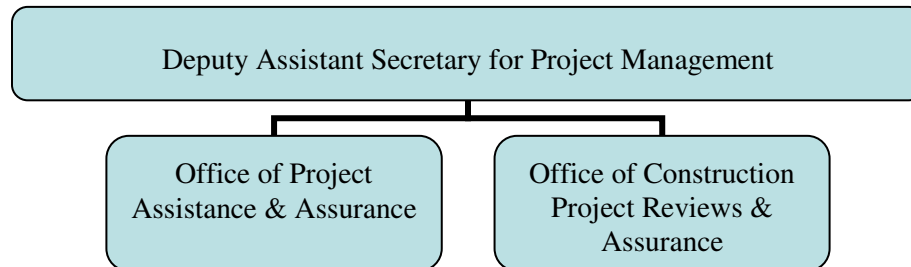 Deputy Assistant Secretary for Project Management
Office of Project
Assistance & Assurance
Office of Construction
Project Reviews &
Assurance